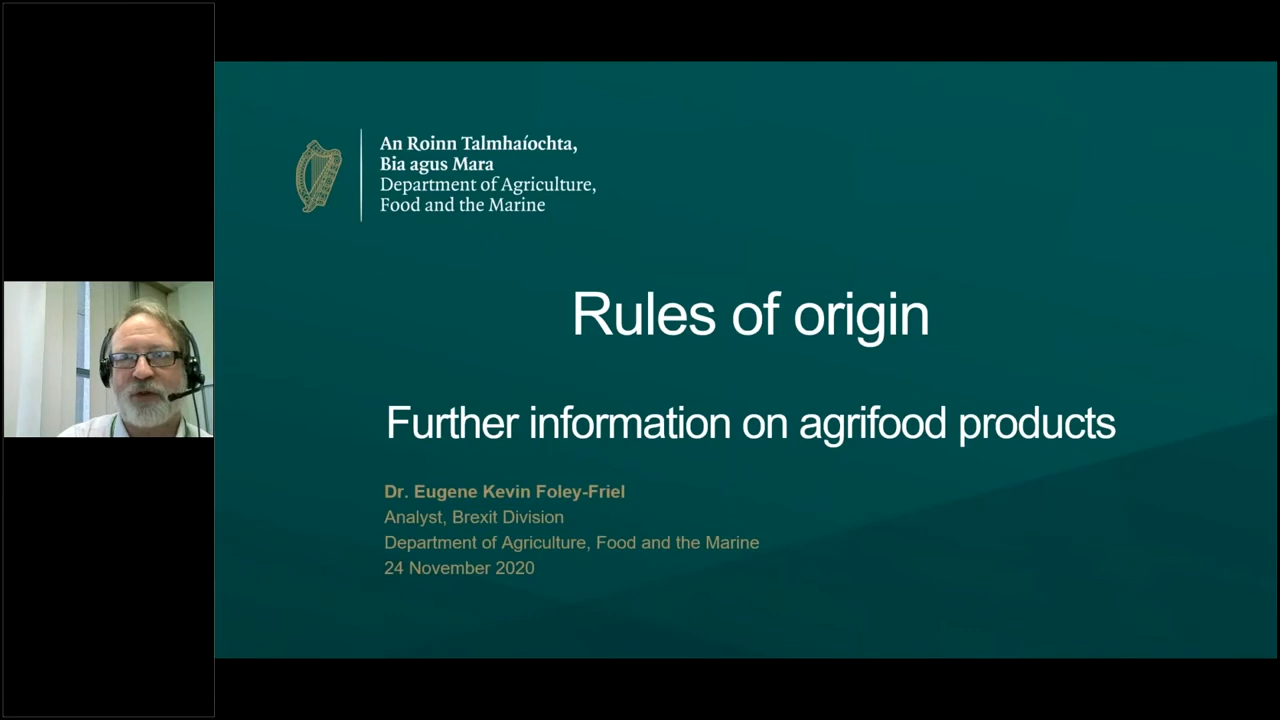 An Roinn Talmhaíochta,
Bia agus Mara
Department of Agriculture,
Food and the Marine
Rules of origin
Further information on agrifood products
Dr. Eugene Kevin Foley-Friel
Analyst, Brexit Division
Department of Agriculture, Food and the Marine
24 November 2020